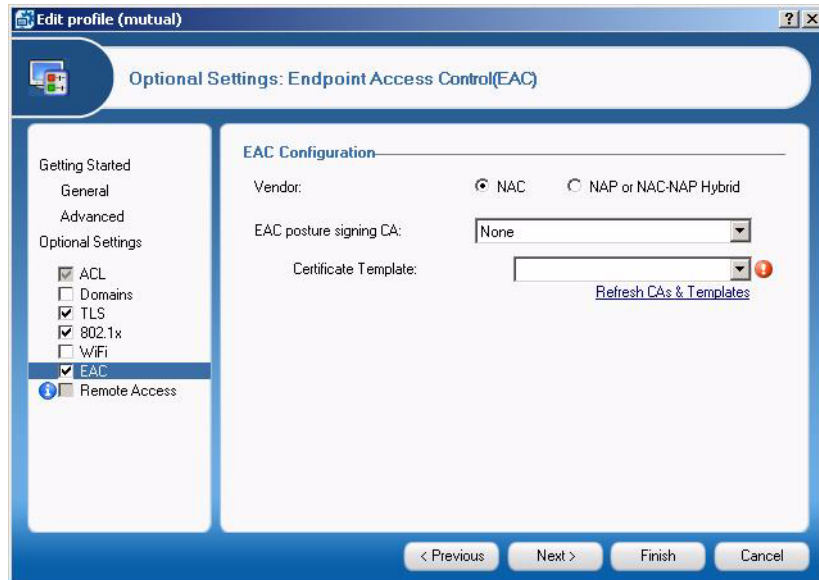 Edit profile (mutual)
Optional Settings: Endpoint Access Control(EAC)
Getting Started
General
Advanced
Optional Settings
ACL
Domains
TLS
802.1x
WiFi
EAC
Remote Access
EAC Configuration
Vendor:
NAC
NAP or NAC-NAP Hybrid
EAC posture signing CA:
None
Certificate Template:
Refresh CAs & Templates
< Previous
Next >
Finish
Cancel